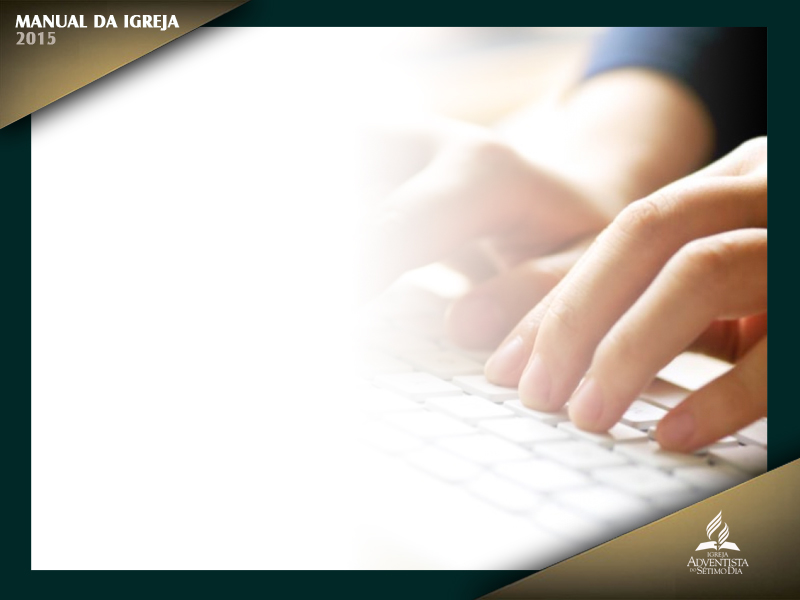 MANUAL DA IGREJA
2015
IGREJA
ADVENTISTA
DO SÉTIMO DIA